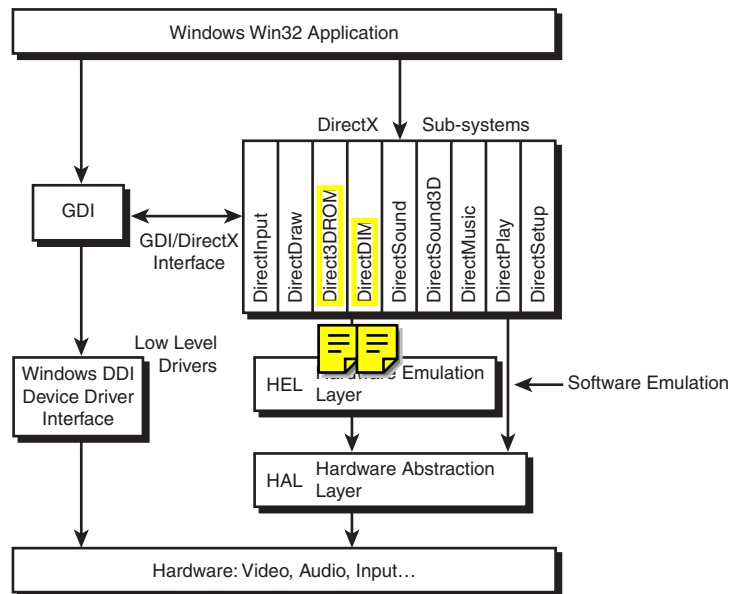 Windows Win32 Application
DirectX Sub-systems
GDI
GDI/DirectX
Interface
DirectInput
DirectDraw
Direct3DROM
DirectDIM
DirectSound
DirectSound3D
DirectMusic
DirectPlay
DirectSetup
Low Level
Drivers
Windows DDI
Device Driver
Interface
HEL
Emulation
Layer
Software Emulation
HAL
Hardware Abstraction
Layer
Hardware: Video, Audio, Input…